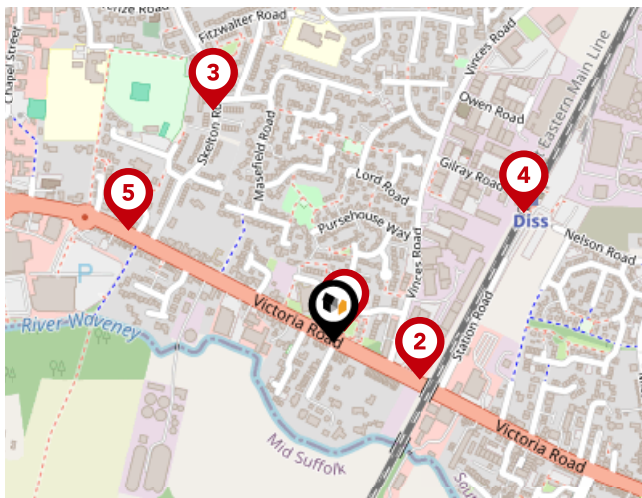 Fitzwalter Road
Chapel Street
3
Skelton R
Masefield Road
Vinces Road
Owen Road
Eastern Main Line
Gilray Road
Lord Road
4
Diss
5
Pursehouse Way
Nelson Road
P
Vinces Road
River Waveney
Victoria Road
2
Station Road
Mid Suffolk
Victoria Road